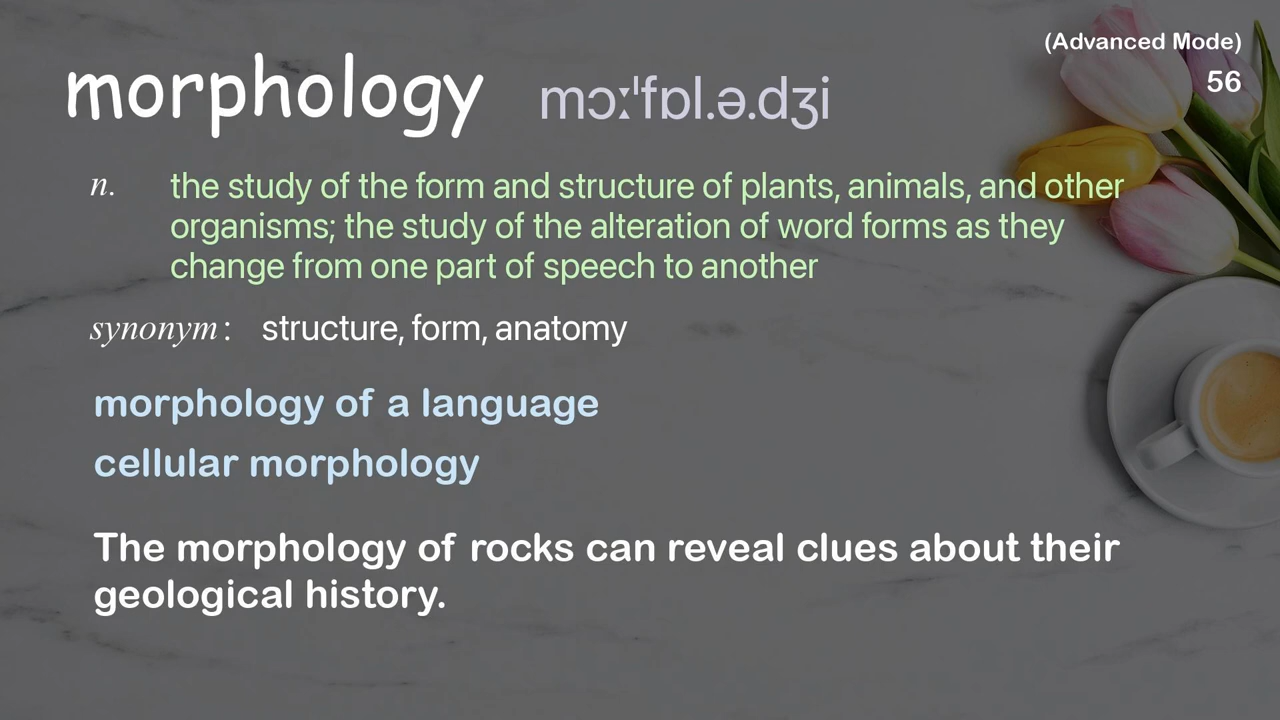 (Advanced Mode)
56
morphology mɔːˈfɒl.ə.dʒi
n. the study of the form and structure of plants, animals, and other
organisms; the study of the alteration of word forms as they
change from one part of speech to another
synonym: structure, form, anatomy
morphology of a language
cellular morphology
The morphology of rocks can reveal clues about their
geological history.